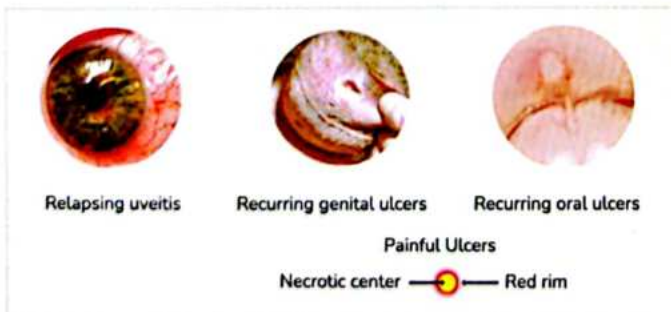 Relapsing uveitis
Recurring genital ulcers
Recurring oral ulcers
Painful Ulcers
Necrotic center
Red rim